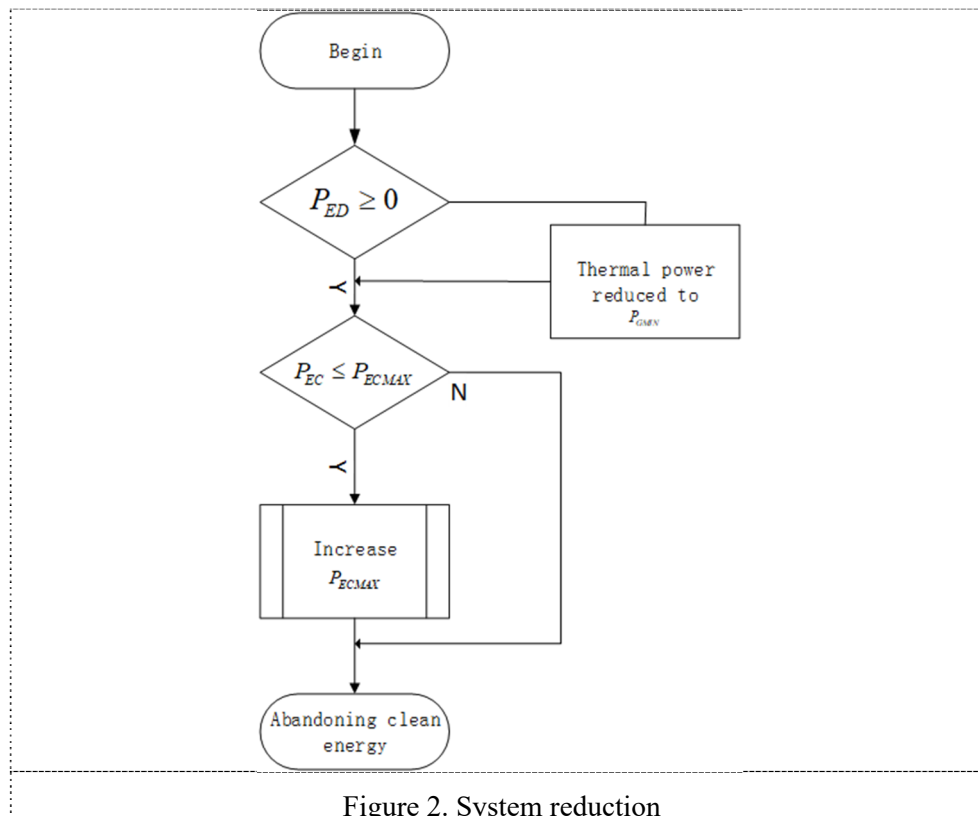 Begin
P_ED ≥ 0
Thermal power
reduced to
P_GMIN
Y
P_EC ≤ P_ECMAX
N
Y
Increase
P_ECMAX
Abandoning clean
energy
Figure 2. System reduction